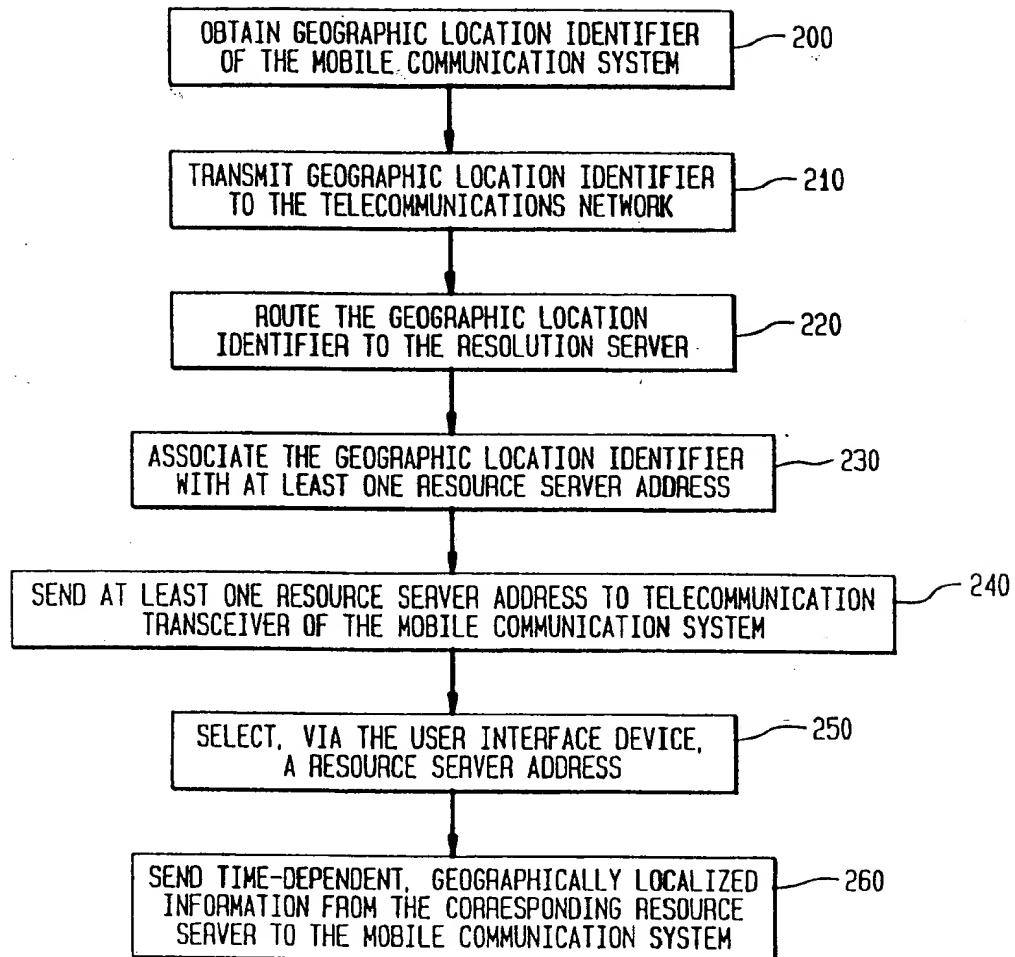 OBTAIN GEOGRAPHIC LOCATION IDENTIFIER
OF THE MOBILE COMMUNICATION SYSTEM
200
TRANSMIT GEOGRAPHIC LOCATION IDENTIFIER
TO THE TELECOMMUNICATIONS NETWORK
210
ROUTE THE GEOGRAPHIC LOCATION
IDENTIFIER TO THE RESOLUTION SERVER
220
ASSOCIATE THE GEOGRAPHIC LOCATION IDENTIFIER
WITH AT LEAST ONE RESOURCE SERVER ADDRESS
230
SEND AT LEAST ONE RESOURCE SERVER ADDRESS TO TELECOMMUNICATION
TRANSCEIVER OF THE MOBILE COMMUNICATION SYSTEM
240
SELECT, VIA THE USER INTERFACE DEVICE,
A RESOURCE SERVER ADDRESS
250
SEND TIME-DEPENDENT, GEOGRAPHICALLY LOCALIZED
INFORMATION FROM THE CORRESPONDING RESOURCE
SERVER TO THE MOBILE COMMUNICATION SYSTEM
260